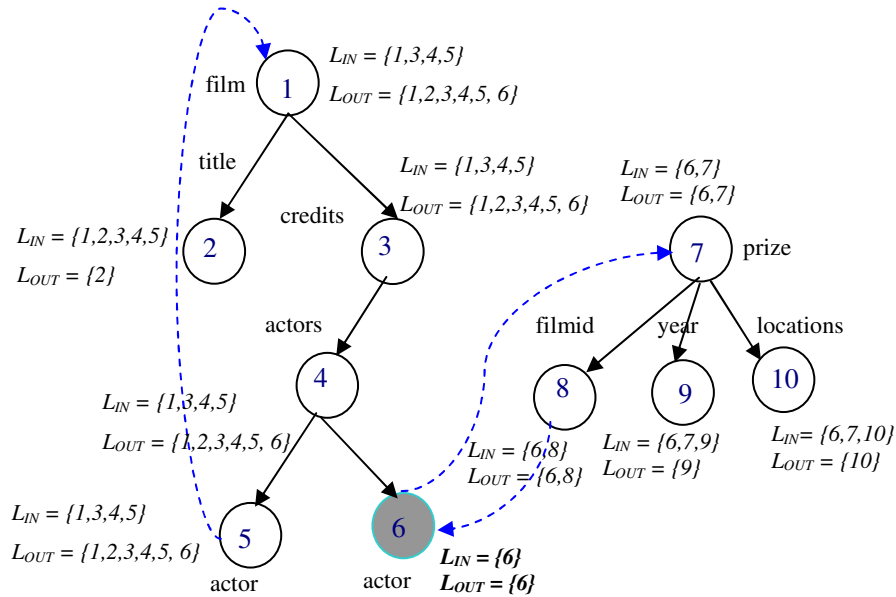 L_IN = {1,3,4,5}
film
1
L_OUT = {1,2,3,4,5, 6}
title
L_IN = {1,3,4,5}
L_IN = {6,7}
L_OUT = {6,7}
credits
L_OUT = {1,2,3,4,5, 6}
L_IN = {1,2,3,4,5}
2
3
7
prize
L_OUT = {2}
actors
filmid
year
locations
4
8
9
10
L_IN = {1,3,4,5}
L_OUT = {1,2,3,4,5, 6}
L_IN = {6,8}
L_OUT = {6,8}
L_IN = {6,7,9}
L_OUT = {9}
L_IN= {6,7,10}
L_OUT = {10}
L_IN = {1,3,4,5}
L_OUT = {1,2,3,4,5, 6}
5
6
actor
actor
L_IN = {6}
L_OUT = {6}